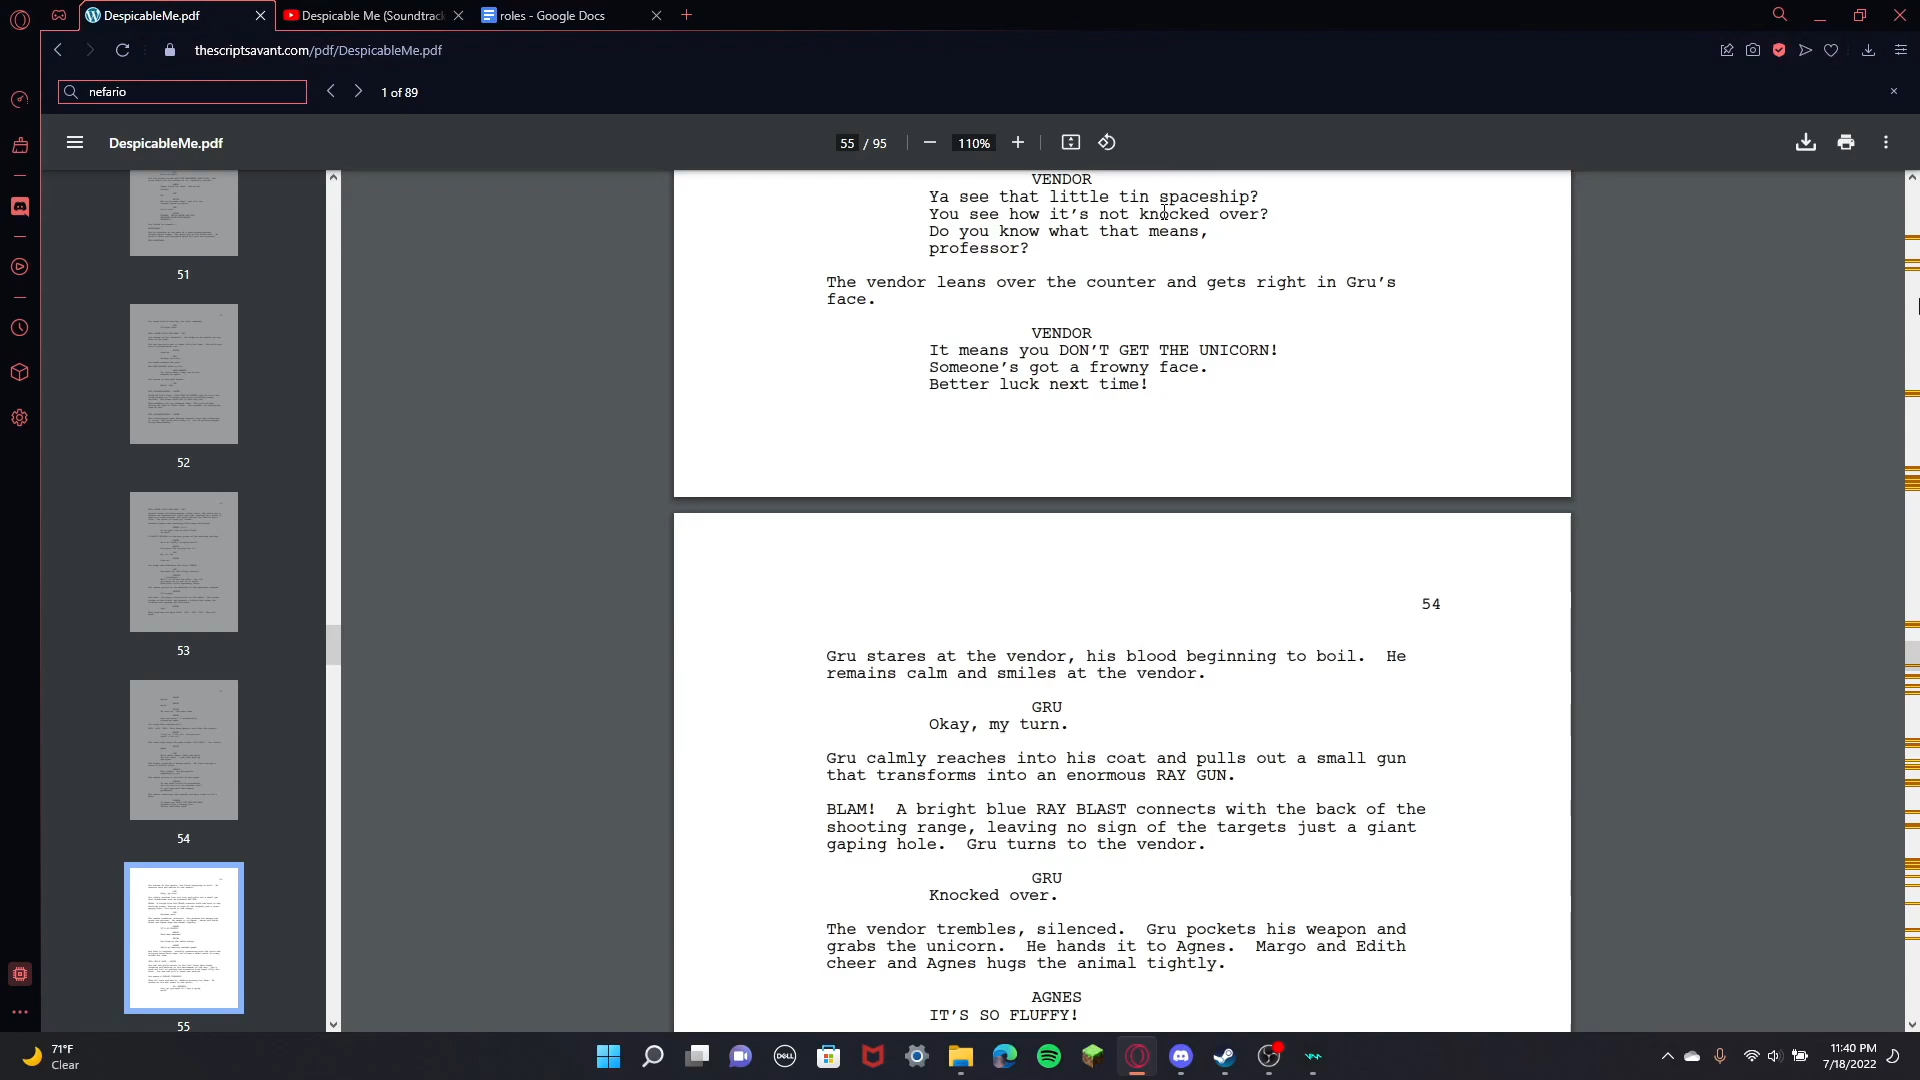 DespicableMe.pdf
Despicable Me (Soundtrack
roles - Google Docs
thescriptsavant.com/pdf/DespicableMe.pdf
nefario
1 of 89
DespicableMe.pdf
55 / 95
110%
51
52
53
54
55
VENDOR
Ya see that little tin spaceship?
You see how it's not knocked over?
Do you know what that means,
professor?
The vendor leans over the counter and gets right in Gru's
face.
VENDOR
It means you DON'T GET THE UNICORN!
Someone's got a frowny face.
Better luck next time!
54
Gru stares at the vendor, his blood beginning to boil.  He
remains calm and smiles at the vendor.
GRU
Okay, my turn.
Gru calmly reaches into his coat and pulls out a small gun
that transforms into an enormous RAY GUN.
BLAM!  A bright blue RAY BLAST connects with the back of the
shooting range, leaving no sign of the targets just a giant
gaping hole.  Gru turns to the vendor.
GRU
Knocked over.
The vendor trembles, silenced.  Gru pockets his weapon and
grabs the unicorn.  He hands it to Agnes.  Margo and Edith
cheer and Agnes hugs the animal tightly.
AGNES
IT'S SO FLUFFY!
71°F
Clear
DELL
11:40 PM
7/18/2022